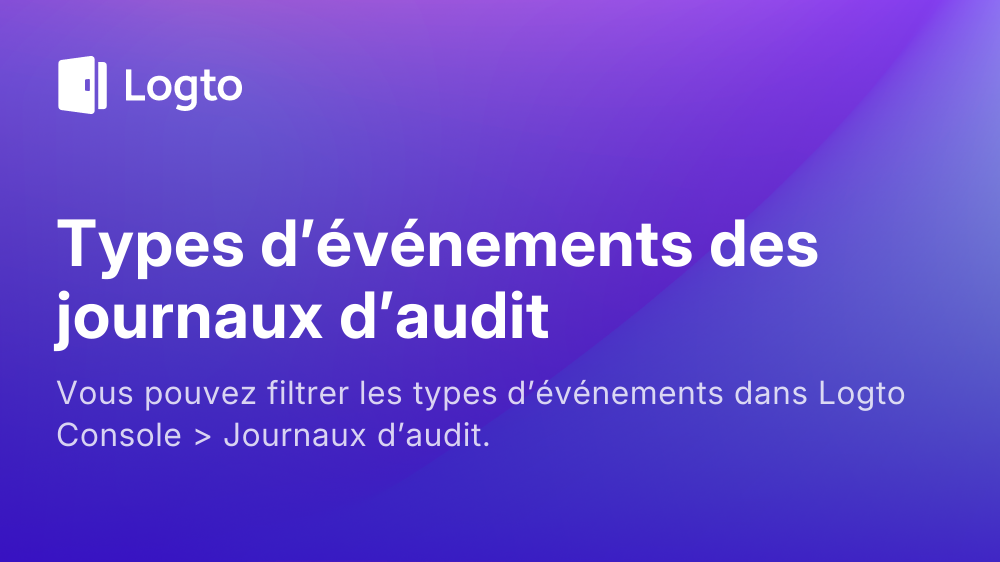 Logto
Types d’événements des
journaux d’audit
Vous pouvez filtrer les types d’événements dans Logto
Console > Journaux d’audit.